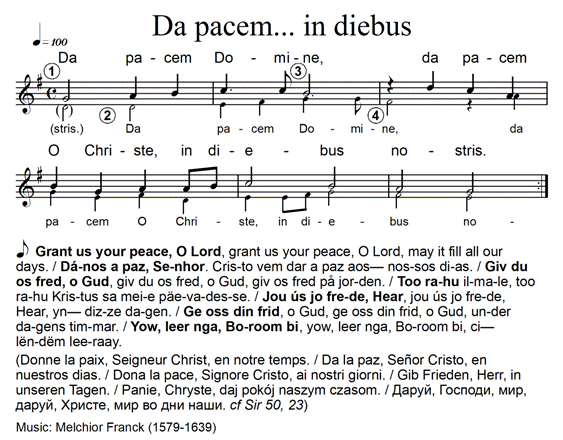 Da pacem... in diebus
♩ = 100
Da pa - cem Do - mi - ne, da pa - cem
1 3
2 4
(stris.) Da pa - cem Do - mi - ne, da
O Chri - ste, in di - e - bus no - stris.
pa - cem O Chri - ste, in di - e - bus no -
♪ Grant us your peace, O Lord, grant us your peace, O Lord, may it fill all our
days. / Dá-nos a paz, Se-nhor. Cris-to vem dar a paz aos— nos-sos di-as. / Giv du
os fred, o Gud, giv du os fred, o Gud, giv os fred på jor-den. / Too ra-hu il-ma-le, too
ra-hu Kris-tus sa mei-e päe-va-des-se. / Jou ús jo fre-de, Hear, jou ús jo fre-de,
Hear, yn— diz-ze da-gen. / Ge oss din frid, o Gud, ge oss din frid, o Gud, un-der
da-gens tim-mar. / Yow, leer nga, Bo-room bi, yow, leer nga, Bo-room bi, ci—
lën-dëm lee-raay.
(Donne la paix, Seigneur Christ, en notre temps. / Da la paz, Señor Cristo, en
nuestros dias. / Dona la pace, Signore Cristo, ai nostri giorni. / Gib Frieden, Herr, in
unseren Tagen. / Panie, Chryste, daj pokój naszym czasom. / Даруй, Господи, мир,
даруй, Христе, мир во дни наши. cf Sir 50, 23)
Music: Melchior Franck (1579-1639)